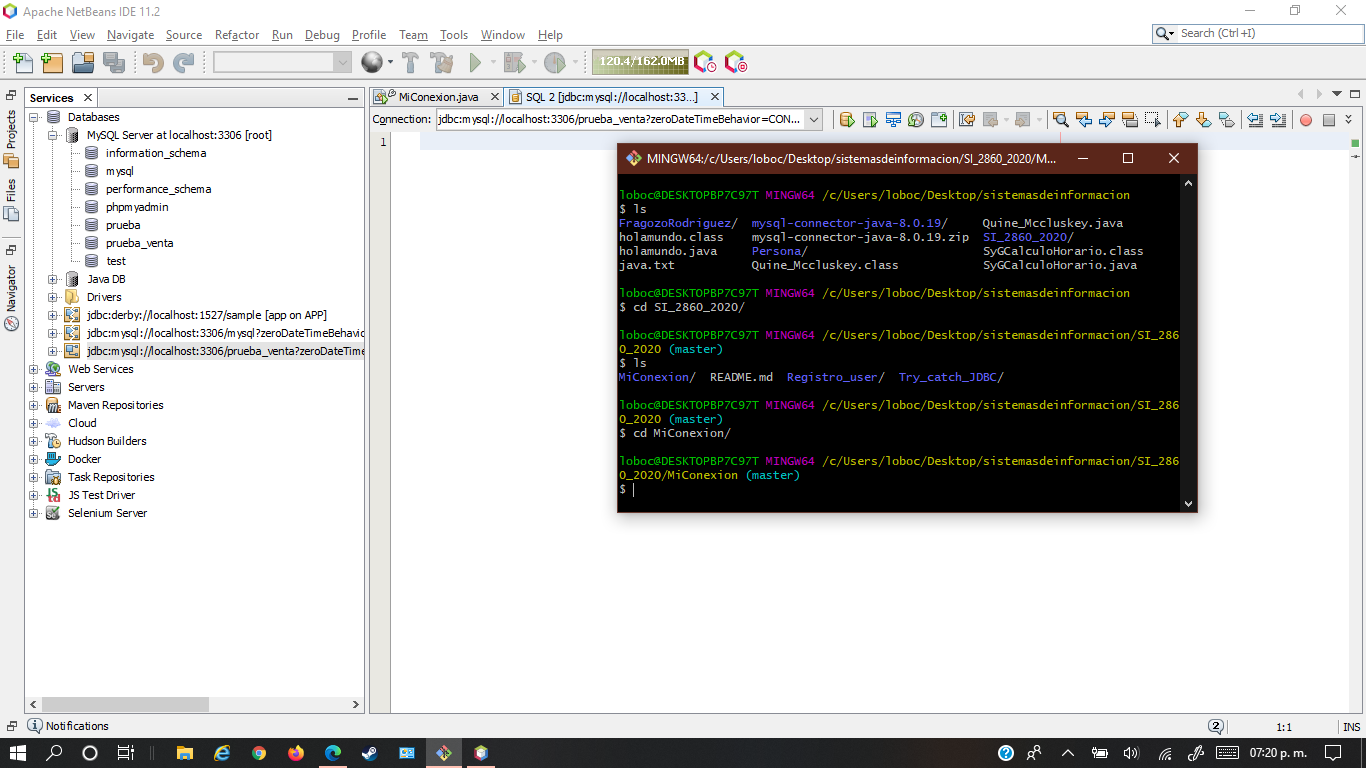 Apache NetBeans IDE 11.2
File Edit View Navigate Source Refactor Run Debug Profile Team Tools Window Help
Search (Ctrl+I)
120.4/162.0MB
Projects
Files
Navigator
Services
Databases
MySQL Server at localhost:3306 [root]
information_schema
mysql
performance_schema
phpmyadmin
prueba
prueba_venta
test
Java DB
Drivers
jdbc:derby://localhost:1527/sample [app on APP]
jdbc:mysql://localhost:3306/mysql?zeroDateTimeBehavio
jdbc:mysql://localhost:3306/prueba_venta?zeroDateTime
Web Services
Servers
Maven Repositories
Cloud
Hudson Builders
Docker
Task Repositories
JS Test Driver
Selenium Server
MiConexion.java
SQL 2 [jdbc:mysql://localhost:33...]
Connection: jdbc:mysql://localhost:3306/prueba_venta?zeroDateTimeBehavior=CON...
1
MINGW64:/c/Users/loboc/Desktop/sistemasdeinformacion/SI_2860_2020/M...
loboc@DESKTOPBP7C97T MINGW64 /c/Users/loboc/Desktop/sistemasdeinformacion
$ ls
FragozoRodriguez/ mysql-connector-java-8.0.19/ Quine_Mccluskey.java
holamundo.class mysql-connector-java-8.0.19.zip SI_2860_2020/
holamundo.java Persona/ SyGCalculoHorario.class
java.txt Quine_Mccluskey.class SyGCalculoHorario.java
loboc@DESKTOPBP7C97T MINGW64 /c/Users/loboc/Desktop/sistemasdeinformacion
$ cd SI_2860_2020/
loboc@DESKTOPBP7C97T MINGW64 /c/Users/loboc/Desktop/sistemasdeinformacion/SI_286
0_2020 (master)
$ ls
MiConexion/ README.md Registro_user/ Try_catch_JDBC/
loboc@DESKTOPBP7C97T MINGW64 /c/Users/loboc/Desktop/sistemasdeinformacion/SI_286
0_2020 (master)
$ cd MiConexion/
loboc@DESKTOPBP7C97T MINGW64 /c/Users/loboc/Desktop/sistemasdeinformacion/SI_286
0_2020/MiConexion (master)
$
Notifications
2
1:1
INS
07:20 p. m.